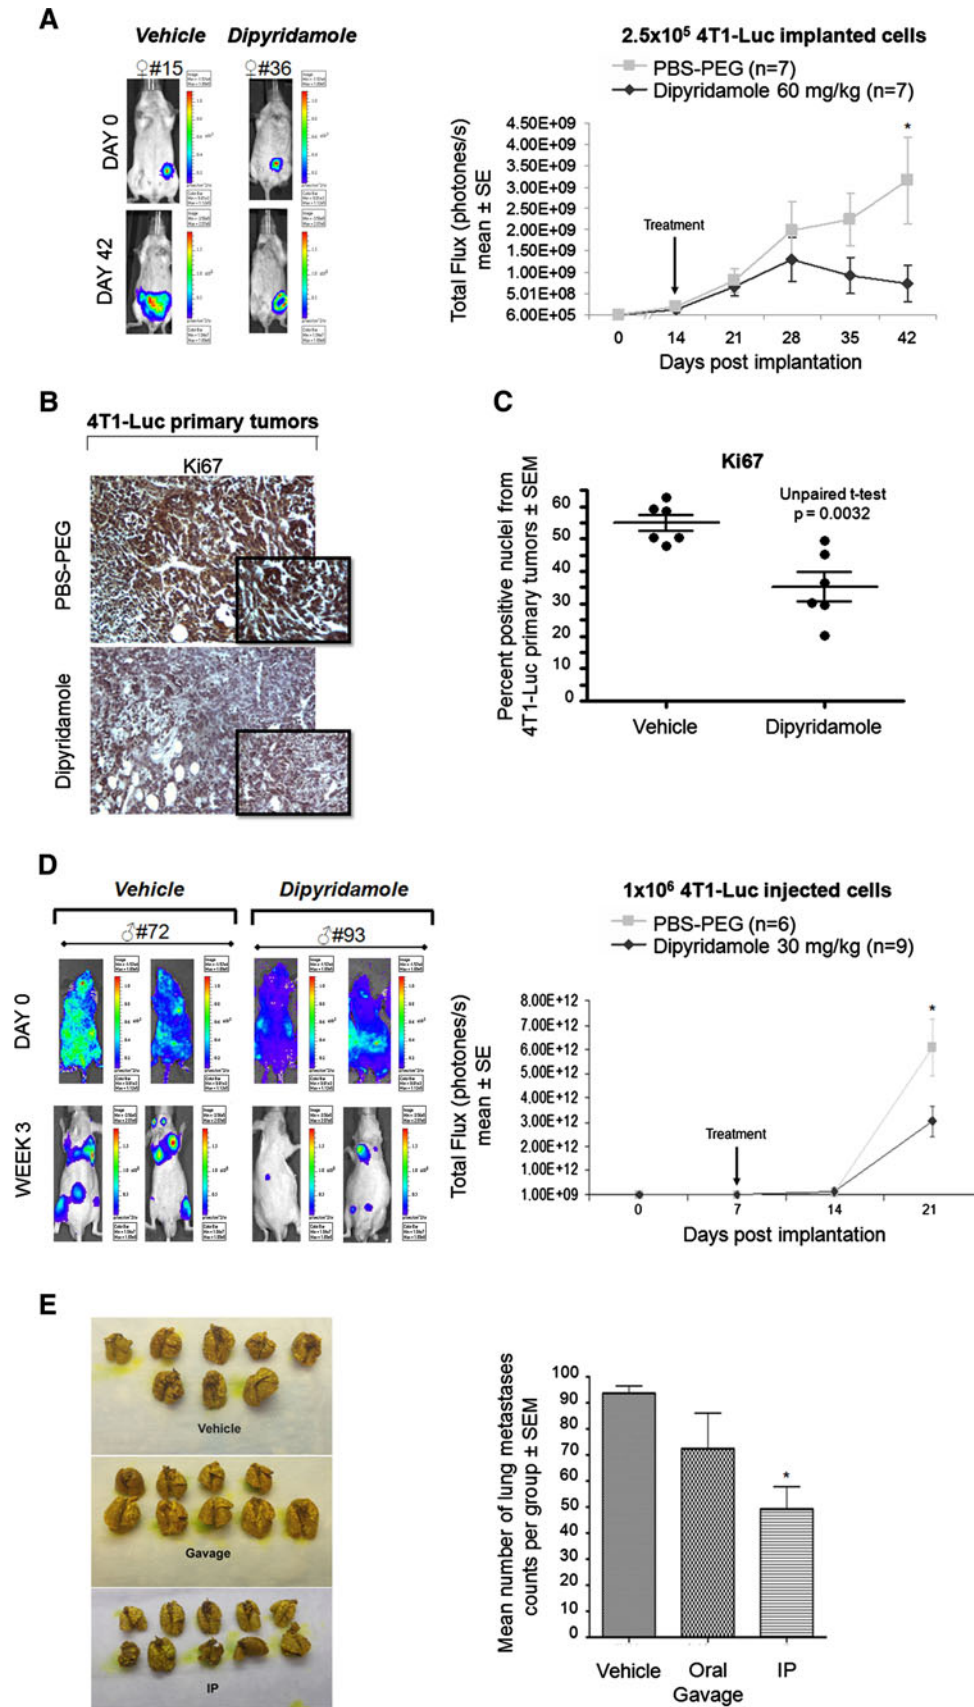 A
Vehicle
Dipyridamole
♀#15
♀#36
DAY 0
DAY 42
2.5x10⁵ 4T1-Luc implanted cells
PBS-PEG (n=7)
Dipyridamole 60 mg/kg (n=7)
Total Flux (photones/s)
mean ± SE
4.50E+09
3.50E+09
3.00E+09
2.50E+09
2.00E+09
1.50E+09
1.00E+09
5.01E+08
6.00E+05
*
Treatment
0
14
21
28
35
42
Days post implantation
B
4T1-Luc primary tumors
Ki67
PBS-PEG
Dipyridamole
C
Ki67
Unpaired t-test
p = 0.0032
Percent positive nuclei from
4T1-Luc primary tumors ± SEM
60
50
40
30
20
10
0
Vehicle
Dipyridamole
D
Vehicle
Dipyridamole
♂#72
♂#93
DAY 0
WEEK 3
1x10⁶ 4T1-Luc injected cells
PBS-PEG (n=6)
Dipyridamole 30 mg/kg (n=9)
Total Flux (photones/s)
mean ± SE
8.00E+12
7.00E+12
6.00E+12
5.00E+12
4.00E+12
3.00E+12
2.00E+12
1.00E+12
1.00E+09
*
Treatment
0
7
14
21
Days post implantation
E
Vehicle
Gavage
IP
Mean number of lung metastases
counts per group ± SEM
100
90
80
70
60
50
40
30
20
10
0
*
Vehicle
Oral
Gavage
IP